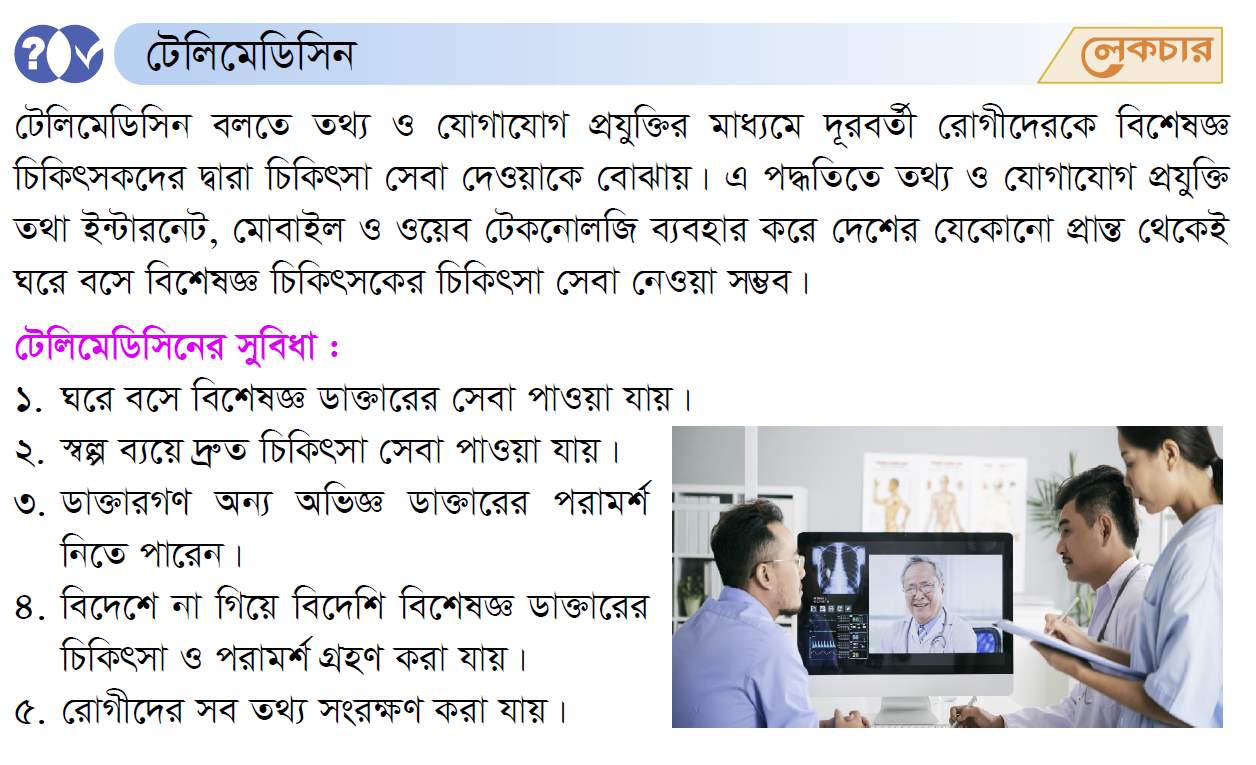 টেলিমেডিসিন
লেকচার
টেলিমেডিসিন বলতে তথ্য ও যোগাযোগ প্রযুক্তির মাধ্যমে দূরবর্তী রোগীদেরকে বিশেষজ্ঞ
চিকিৎসকদের দ্বারা চিকিৎসা সেবা দেওয়াকে বোঝায়। এ পদ্ধতিতে তথ্য ও যোগাযোগ প্রযুক্তি
তথা ইন্টারনেট, মোবাইল ও ওয়েব টেকনোলজি ব্যবহার করে দেশের যেকোনো প্রান্ত থেকেই
ঘরে বসে বিশেষজ্ঞ চিকিৎসকের চিকিৎসা সেবা নেওয়া সম্ভব।
টেলিমেডিসিনের সুবিধা :
১. ঘরে বসে বিশেষজ্ঞ ডাক্তারের সেবা পাওয়া যায়।
২. স্বল্প ব্যয়ে দ্রুত চিকিৎসা সেবা পাওয়া যায়।
৩. ডাক্তারগণ অন্য অভিজ্ঞ ডাক্তারের পরামর্শ
নিতে পারেন।
৪. বিদেশে না গিয়ে বিদেশি বিশেষজ্ঞ ডাক্তারের
চিকিৎসা ও পরামর্শ গ্রহণ করা যায়।
৫. রোগীদের সব তথ্য সংরক্ষণ করা যায়।